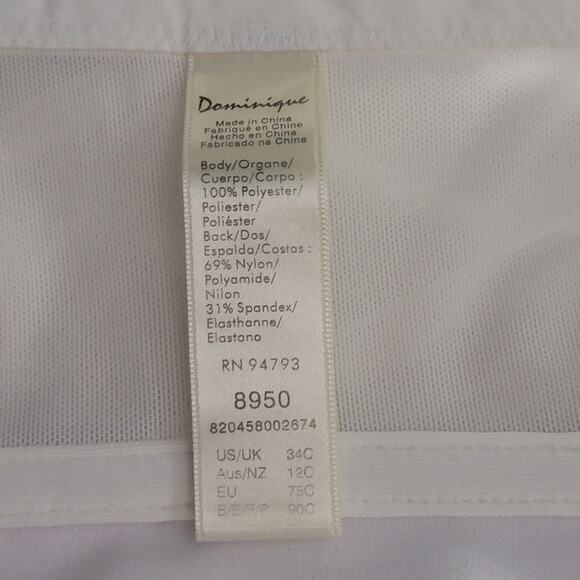 Dominique
Made in China
Fabriqué en Chine
Hecho en China
Fabricado na China
Body/Organe/
Cuerpo/Corpo :
100% Polyester/
Poliester/
Poliéster
Back/Dos/
Espalda/Costas :
69% Nylon/
Polyamide/
Nilon
31% Spandex/
Elasthanne/
Elastano
RN 94793
8950
820458002674
US/UK 34C
Aus/NZ 12C
EU 75C
B/E/F/P 90C